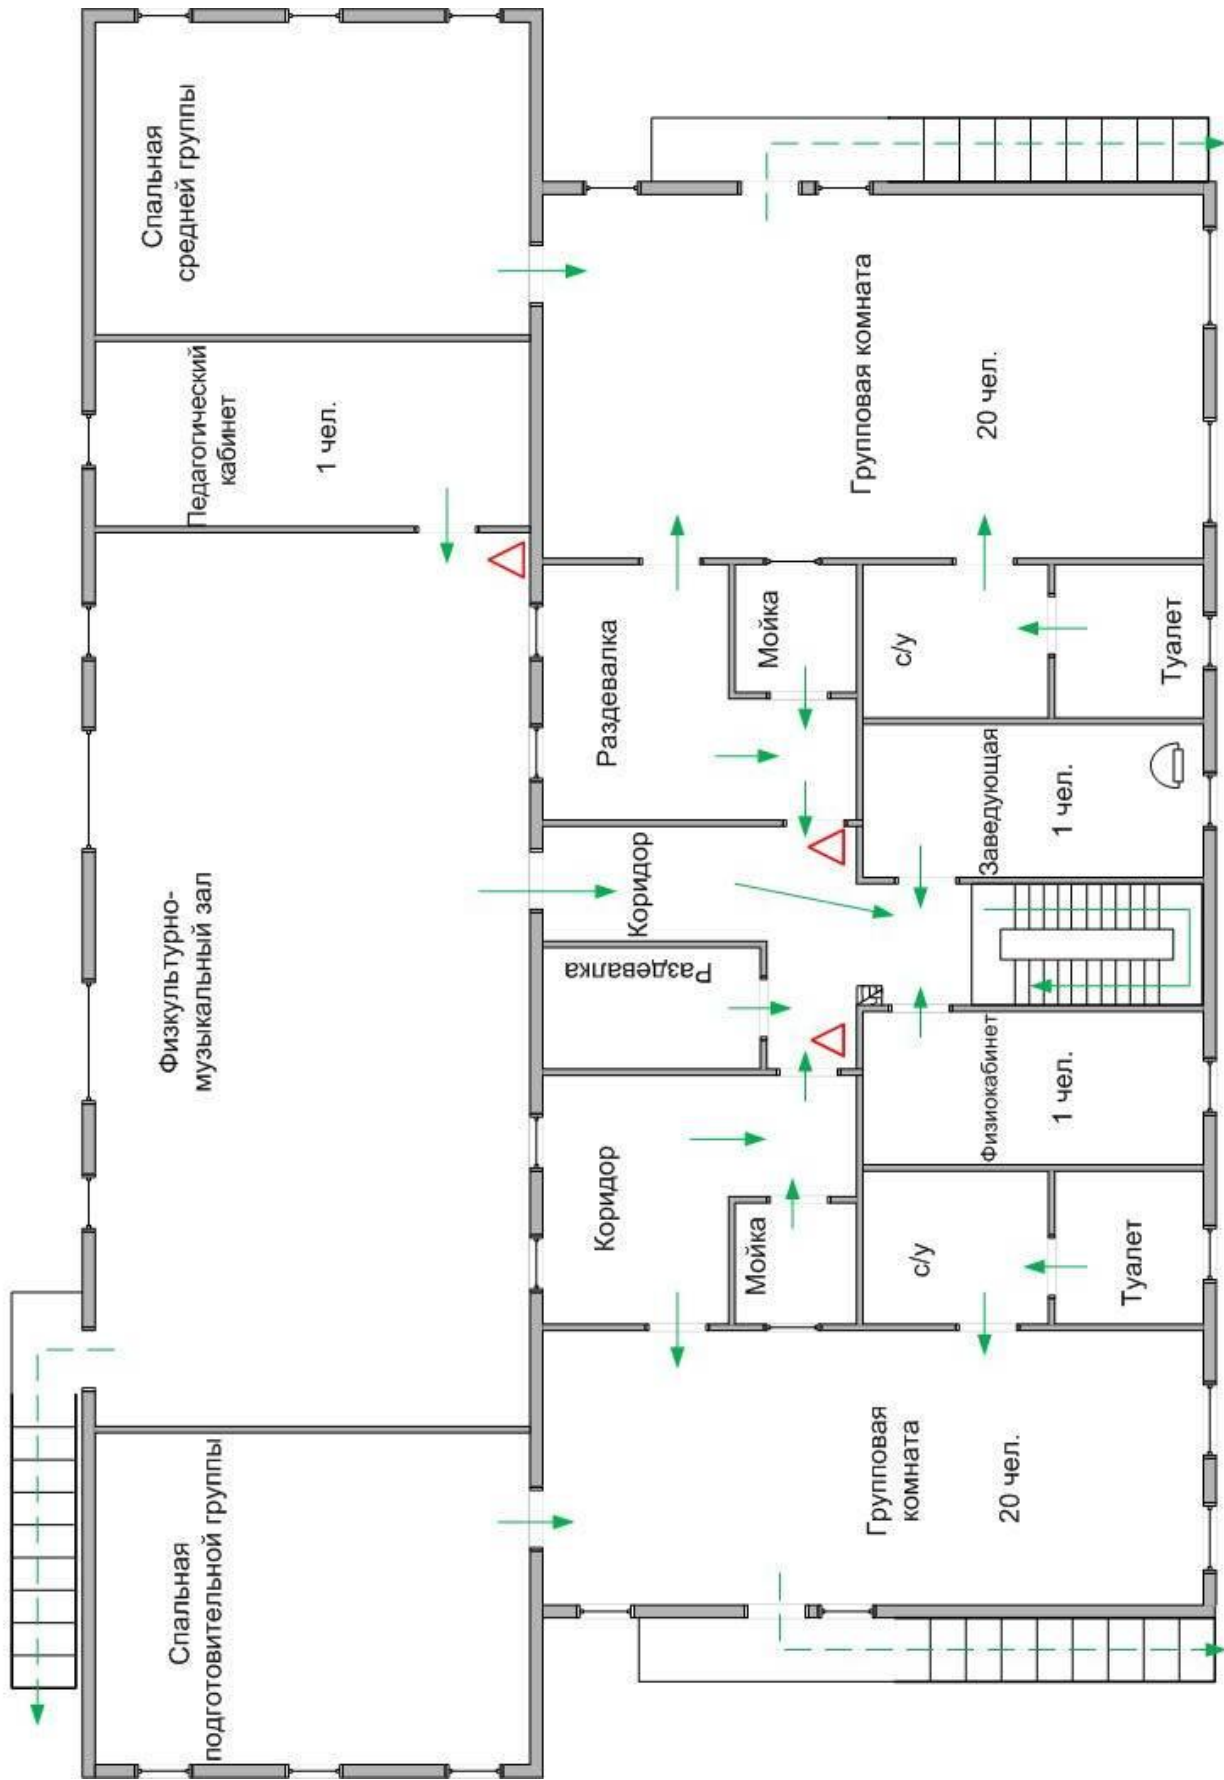 Спальная
подготовительной группы
Физкультурно-
музыкальный зал
Педагогический
кабинет
1 чел.
Спальная
средней группы
Коридор
Раздевалка
Коридор
Раздевалка
Мойка
Мойка
Групповая
комната
20 чел.
с/у
Туалет
Физиокабинет
1 чел.
Заведующая
1 чел.
с/у
Туалет
Групповая комната
20 чел.